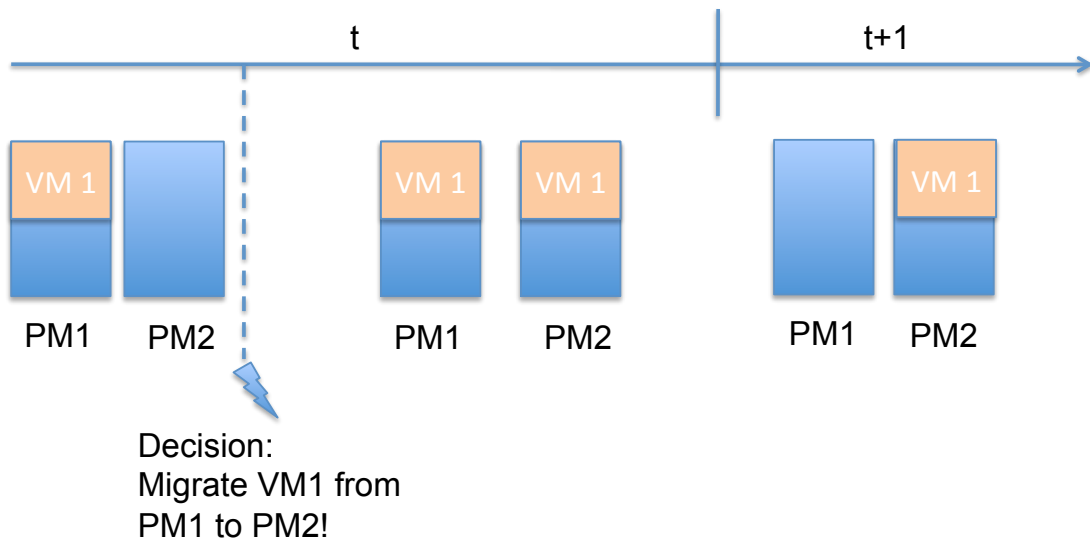 t
t+1
VM 1
VM 1
VM 1
VM 1
PM1
PM2
PM1
PM2
PM1
PM2
Decision:
Migrate VM1 from
PM1 to PM2!